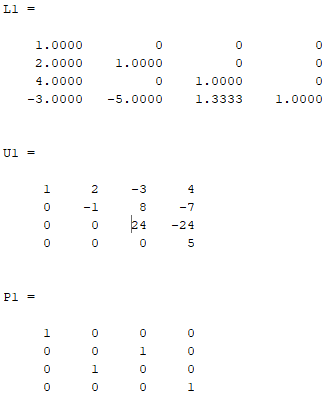 L1 =
1.0000 0 0 0
2.0000 1.0000 0 0
4.0000 0 1.0000 0
-3.0000 -5.0000 1.3333 1.0000
U1 =
1 2 -3 4
0 -1 8 -7
0 0 24 -24
0 0 0 5
P1 =
1 0 0 0
0 0 1 0
0 1 0 0
0 0 0 1